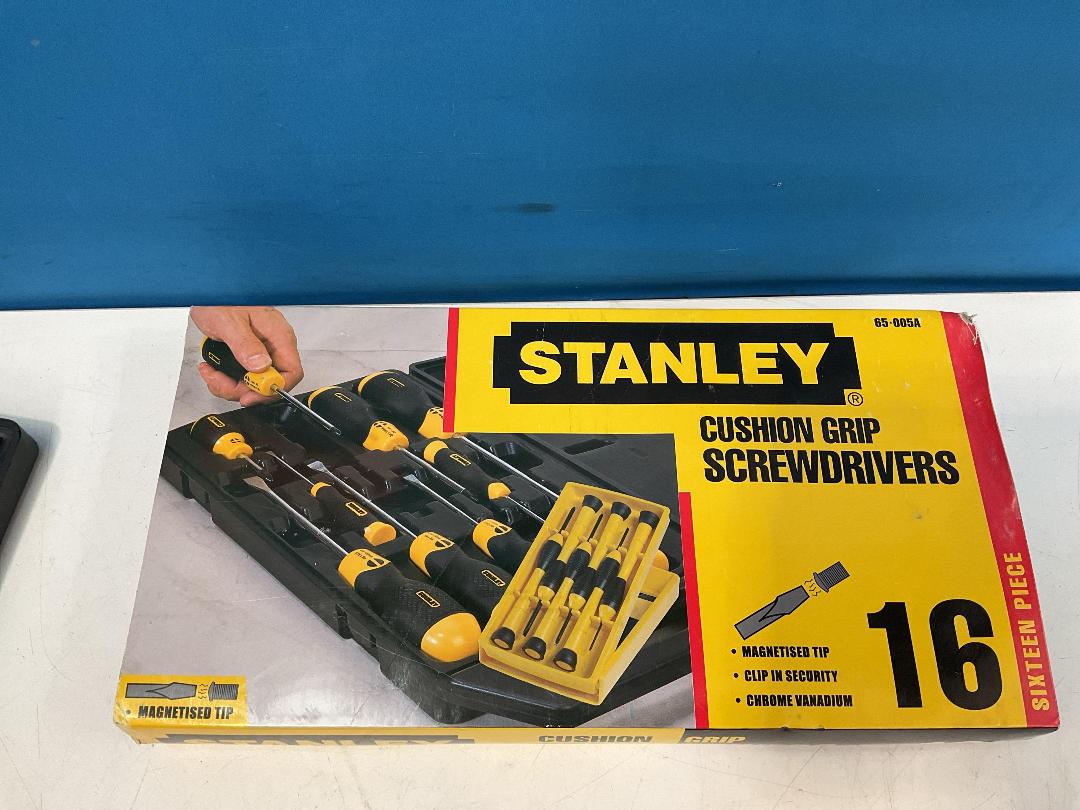 65-005A
STANLEY®
CUSHION GRIP
SCREWDRIVERS
• MAGNETISED TIP
• CLIP IN SECURITY
• CHROME VANADIUM
16
SIXTEEN PIECE
• MAGNETISED TIP
STANLEY CUSHION GRIP